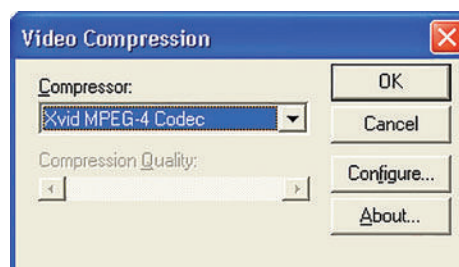 Video Compression
Compressor:
Xvid MPEG-4 Codec
Compression Quality:
OK
Cancel
Configure...
About...